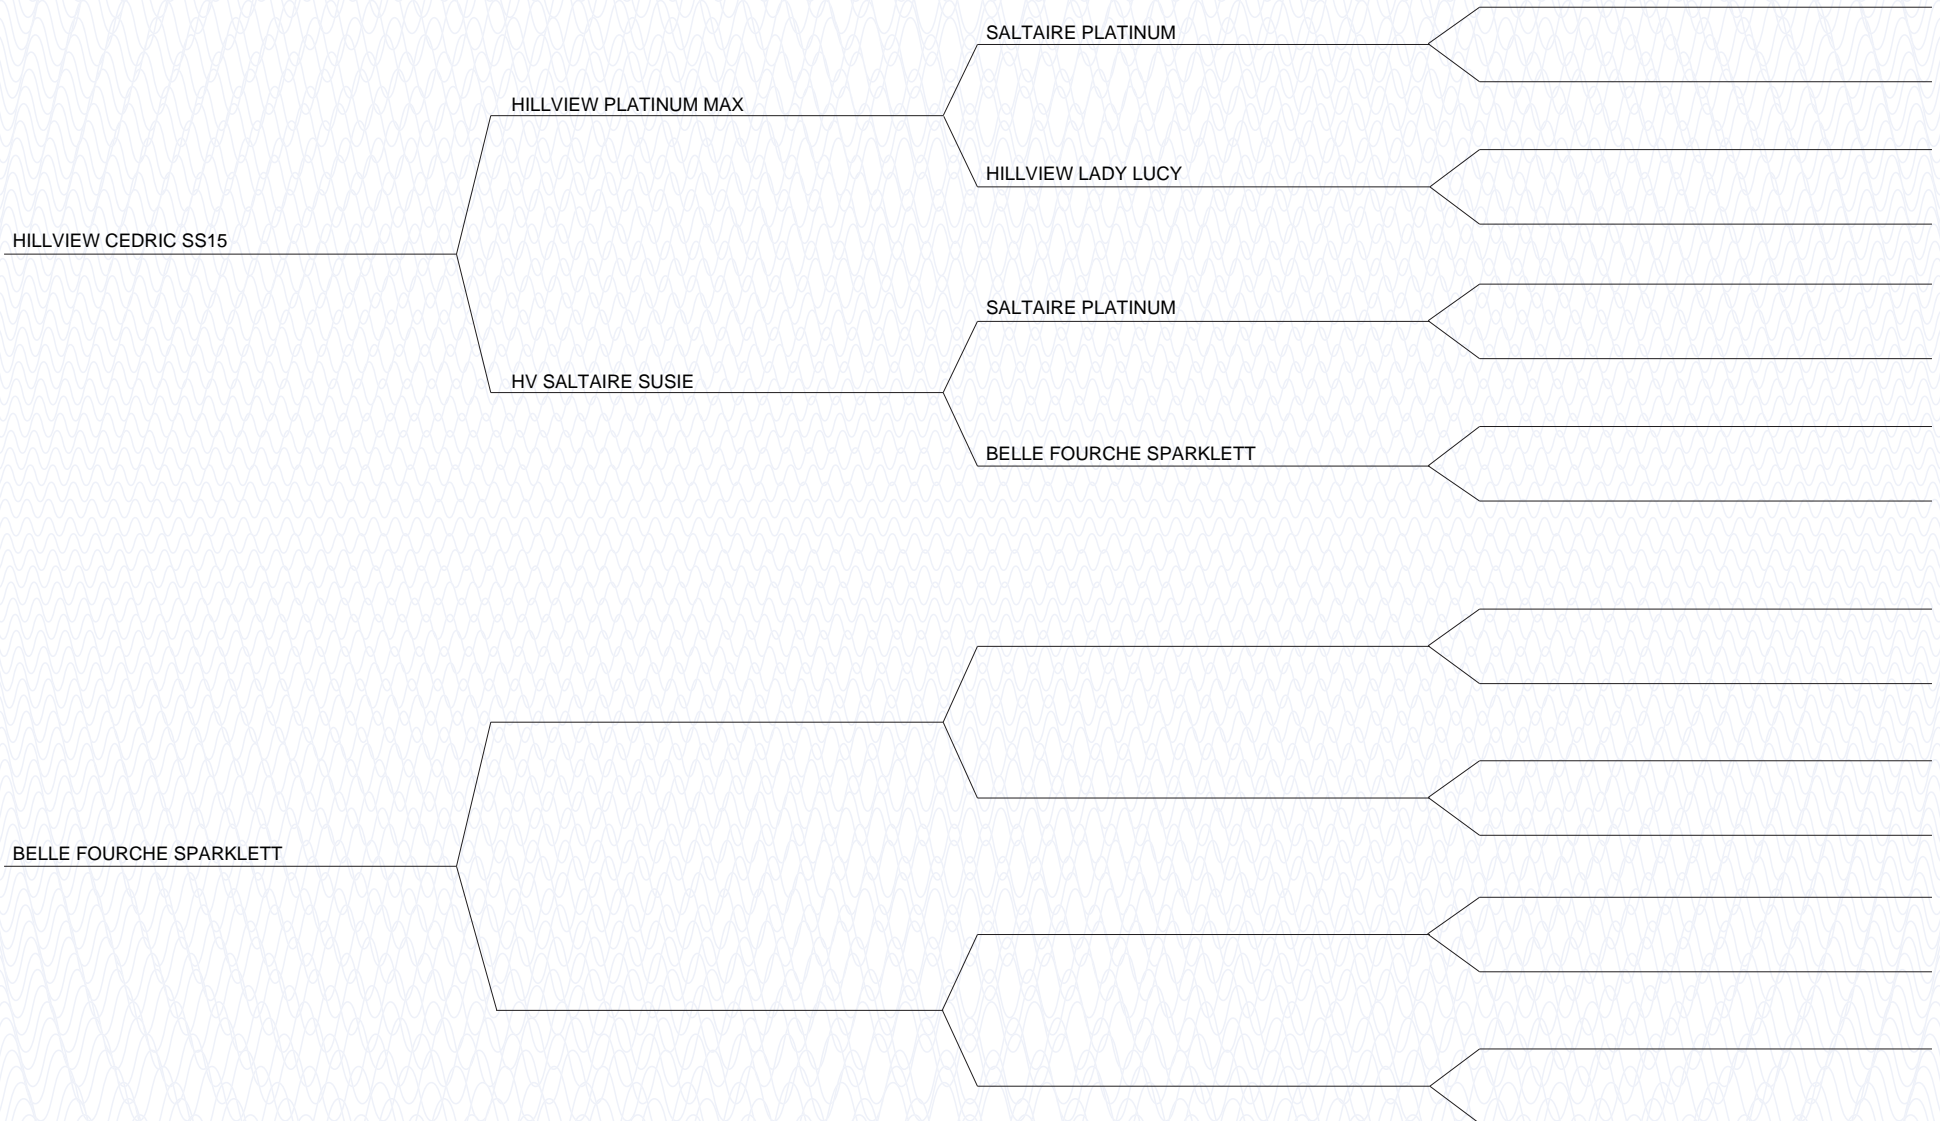 SALTAIRE PLATINUM
HILLVIEW PLATINUM MAX
HILLVIEW LADY LUCY
HILLVIEW CEDRIC SS15
SALTAIRE PLATINUM
HV SALTAIRE SUSIE
BELLE FOURCHE SPARKLETT
BELLE FOURCHE SPARKLETT